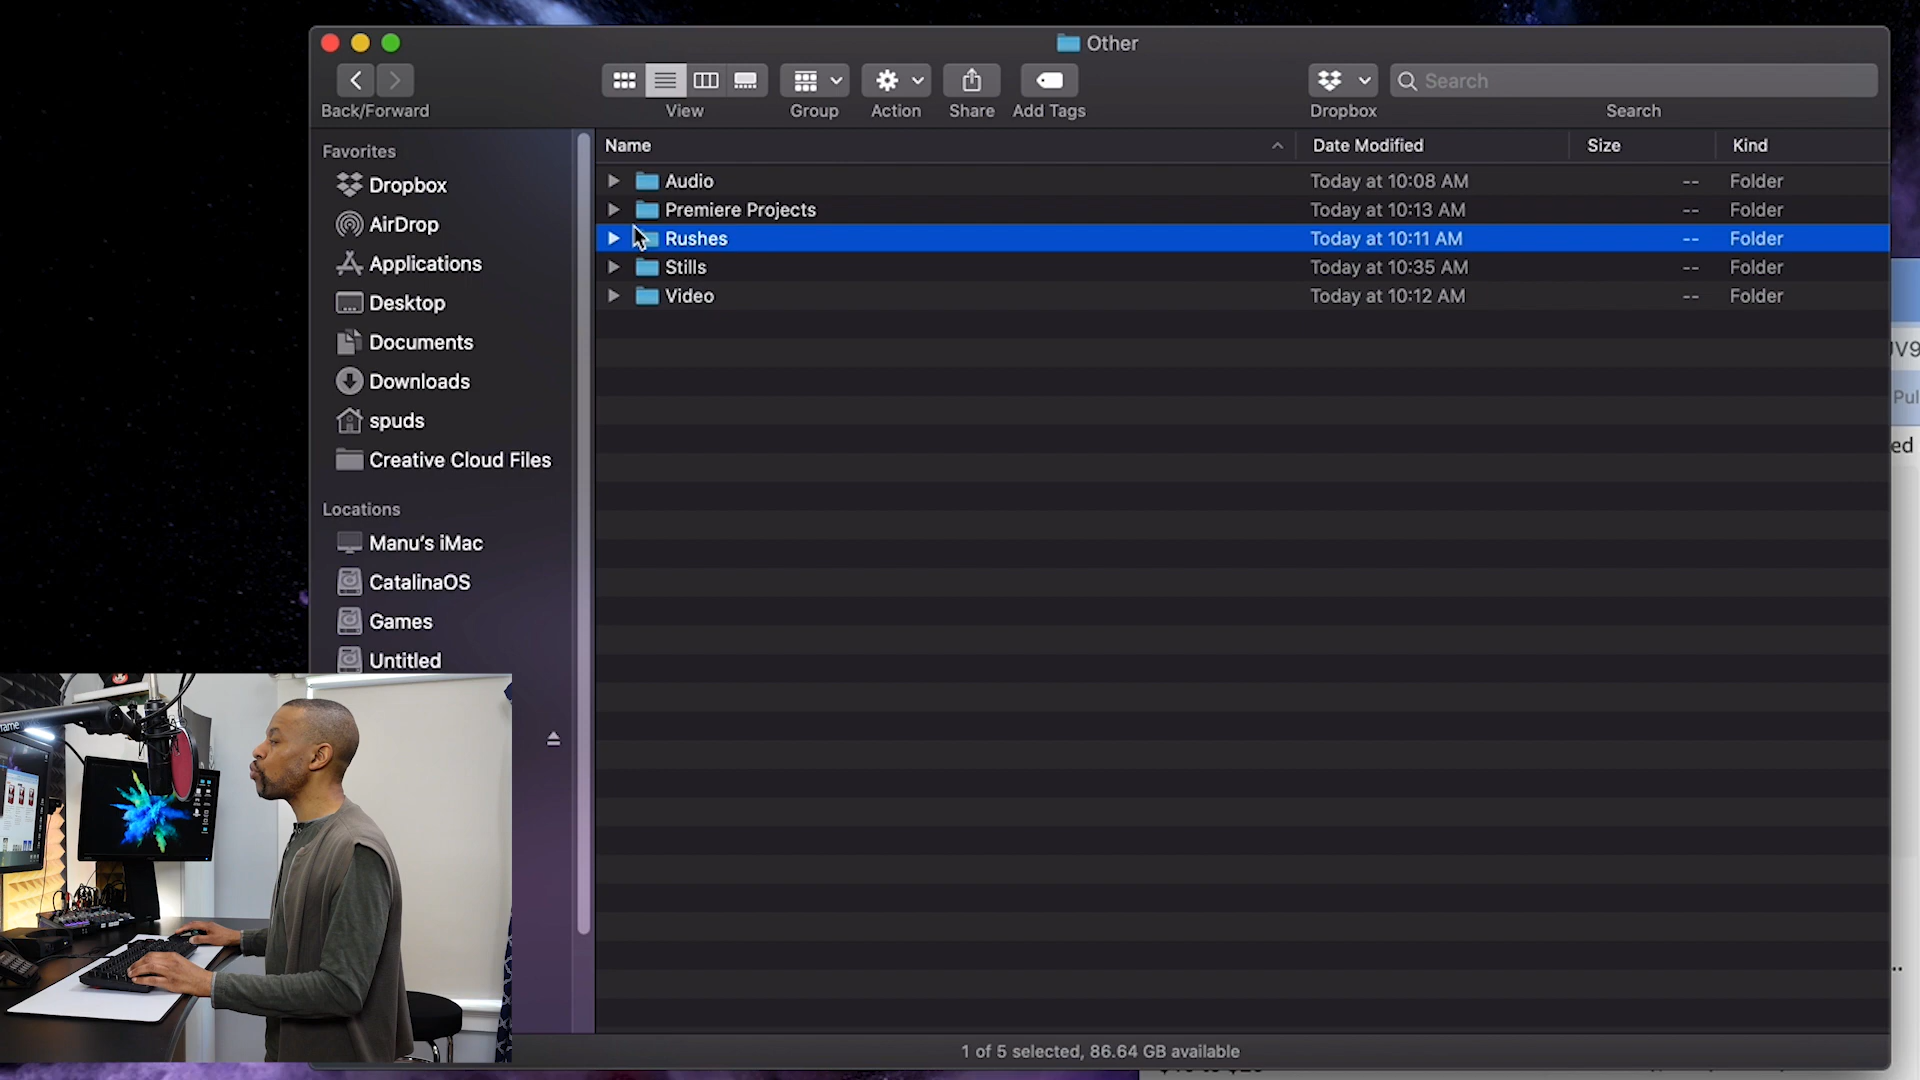 Other
Back/Forward
View
Group
Action
Share
Add Tags
Dropbox
Search
Search
Favorites
Dropbox
AirDrop
Applications
Desktop
Documents
Downloads
spuds
Creative Cloud Files
Locations
Manu's iMac
CatalinaOS
Games
Untitled
Name Date Modified Size Kind
Audio Today at 10:08 AM -- Folder
Premiere Projects Today at 10:13 AM -- Folder
Rushes Today at 10:11 AM -- Folder
Stills Today at 10:35 AM -- Folder
Video Today at 10:12 AM -- Folder
1 of 5 selected, 86.64 GB available
Pul
ed